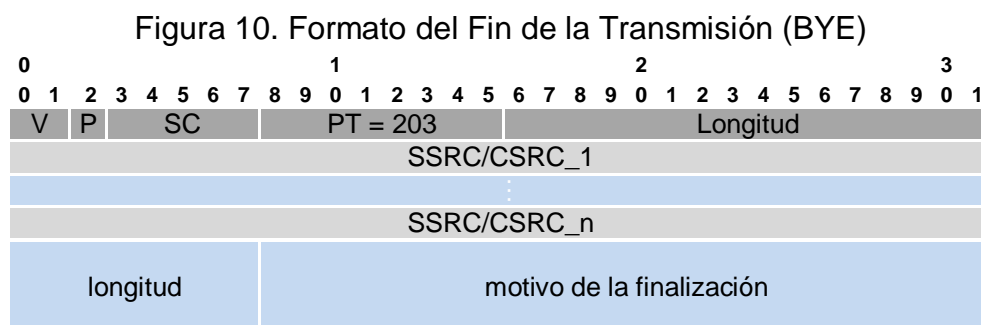 Figura 10. Formato del Fin de la Transmisión (BYE)
0 1 2 3
0 1 2 3 4 5 6 7 8 9 0 1 2 3 4 5 6 7 8 9 0 1 2 3 4 5 6 7 8 9 0 1
V P SC PT = 203 Longitud
SSRC/CSRC_1
⋮
SSRC/CSRC_n
longitud motivo de la finalización